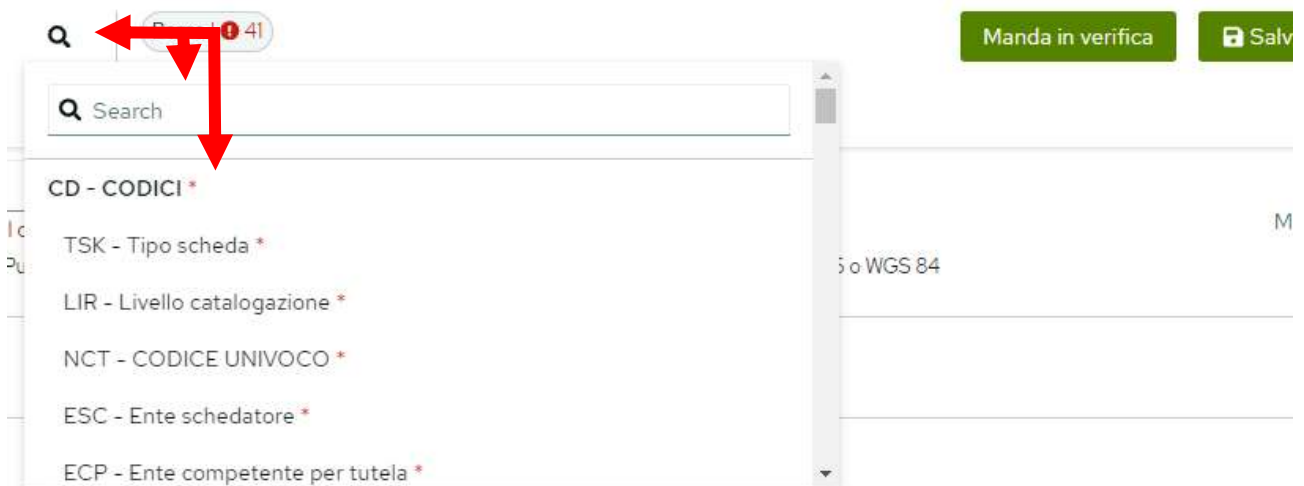 41
Manda in verifica
Salv
Search
CD - CODICI *
M
TSK - Tipo scheda *
5 o WGS 84
LIR - Livello catalogazione *
NCT - CODICE UNIVOCO *
ESC - Ente schedatore *
ECP - Ente competente per tutela *